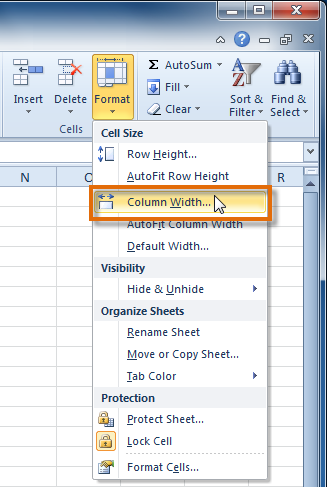 Insert
Delete
Format
Σ AutoSum
Fill
Clear
Sort &
Filter
Find &
Select
Cells
Cell Size
Row Height...
AutoFit Row Height
Column Width...
AutoFit Column Width
Default Width...
Visibility
Hide & Unhide
Organize Sheets
Rename Sheet
Move or Copy Sheet...
Tab Color
Protection
Protect Sheet...
Lock Cell
Format Cells...
N
R